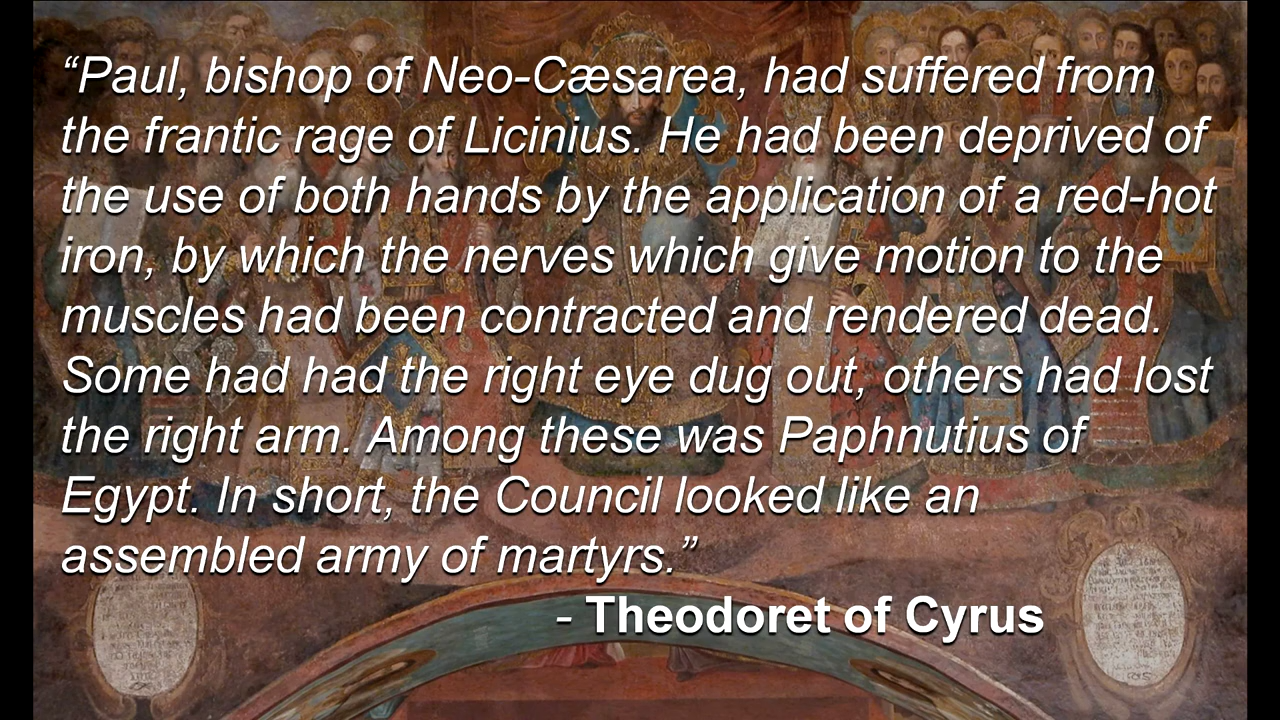 “Paul, bishop of Neo-Cæsarea, had suffered from
the frantic rage of Licinius. He had been deprived of
the use of both hands by the application of a red-hot
iron, by which the nerves which give motion to the
muscles had been contracted and rendered dead.
Some had had the right eye dug out, others had lost
the right arm. Among these was Paphnutius of
Egypt. In short, the Council looked like an
assembled army of martyrs.”
- Theodoret of Cyrus